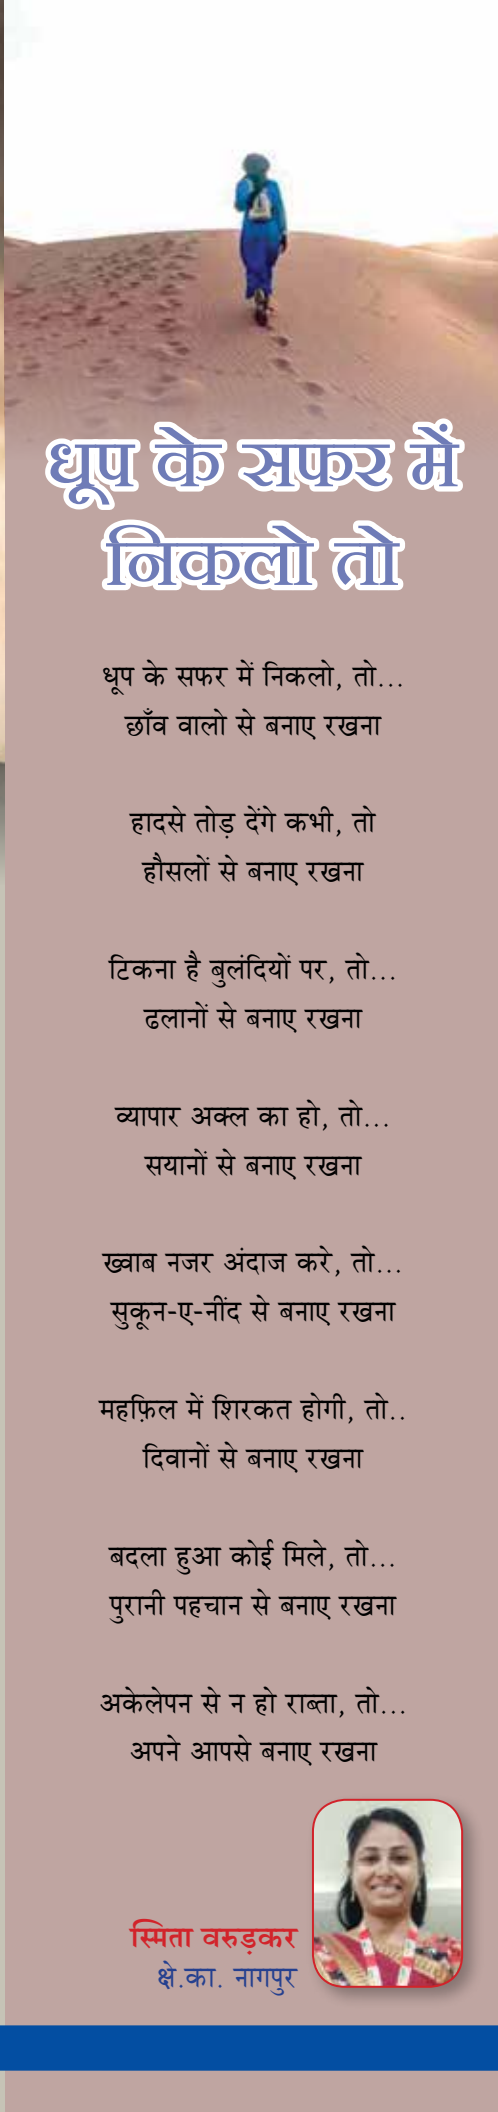 धूप के सफर में
निकलो तो
धूप के सफर में निकलो, तो...
छाँव वालो से बनाए रखना
हादसे तोड़ देंगे कभी, तो
हौसलों से बनाए रखना
टिकना है बुलंदियों पर, तो...
ढलानों से बनाए रखना
व्यापार अक्ल का हो, तो...
सयानों से बनाए रखना
ख्वाब नजर अंदाज करे, तो...
सुकून-ए-नींद से बनाए रखना
महफ़िल में शिरकत होगी, तो..
दिवानों से बनाए रखना
बदला हुआ कोई मिले, तो...
पुरानी पहचान से बनाए रखना
अकेलेपन से न हो राब्ता, तो...
अपने आपसे बनाए रखना
स्मिता वरुड़कर
क्षे.का. नागपुर